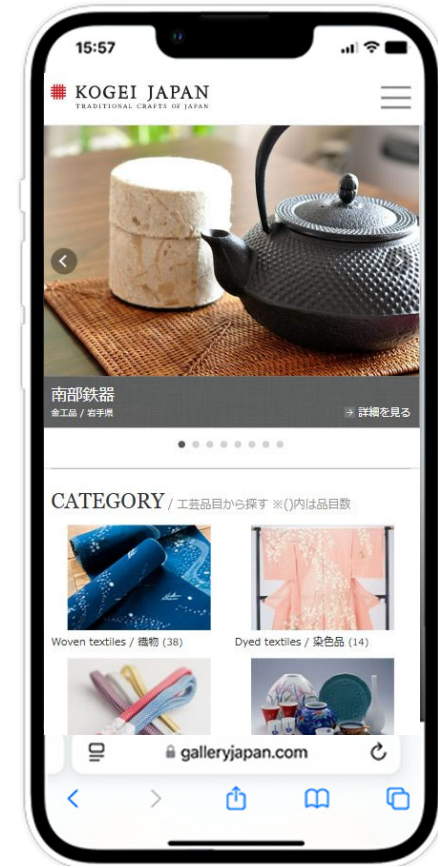 15:57
KOGEI JAPAN
TRADITIONAL CRAFTS OF JAPAN
南部鉄器
金工品 / 岩手県
詳細を見る
CATEGORY / 工芸品目から探す ※()内は品目数
Woven textiles / 織物 (38)
Dyed textiles / 染色品 (14)
galleryjapan.com